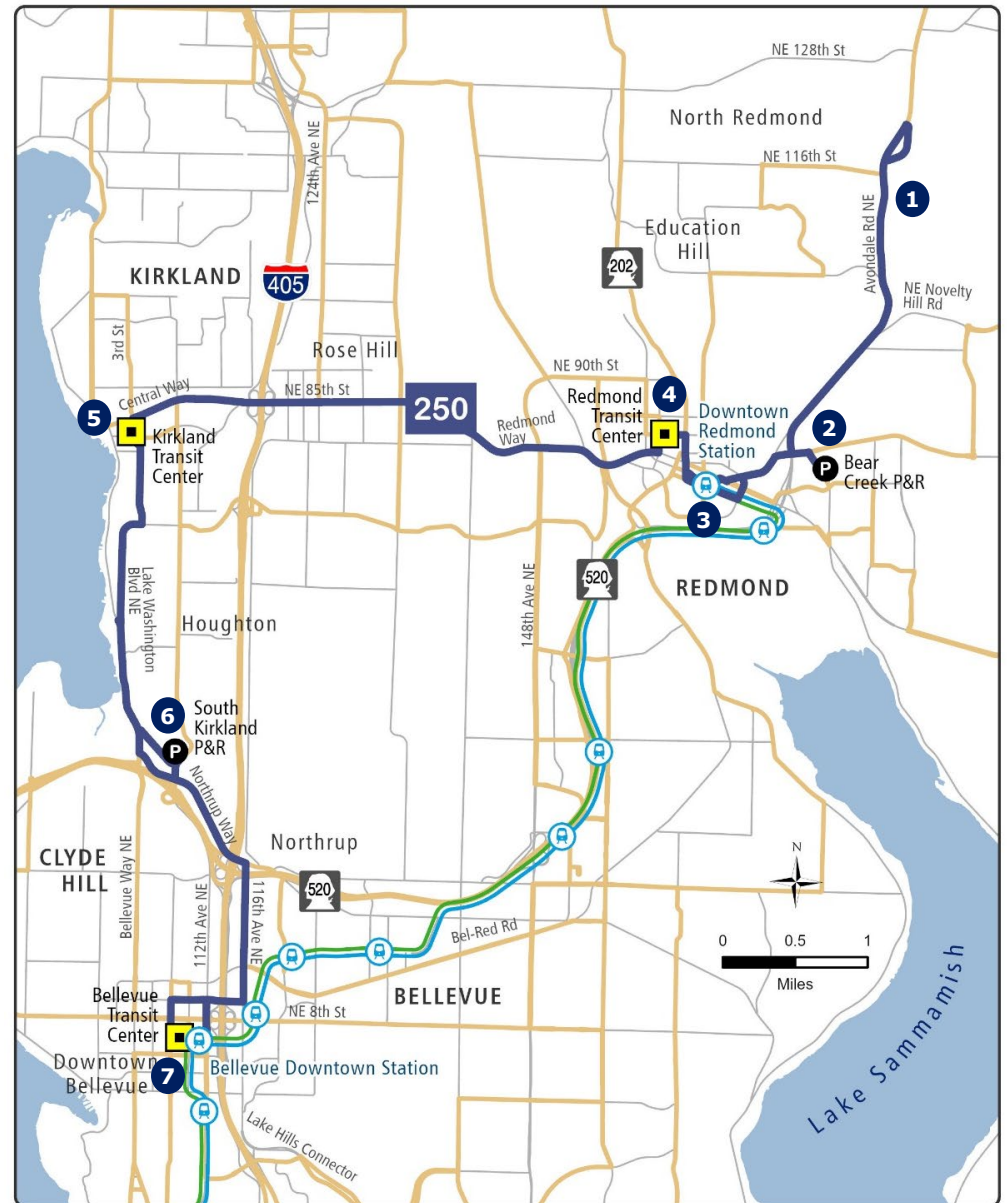 NE 128th St
North Redmond
NE 116th St
1
124th Ave NE
Education
Hill
Avondale Rd NE
202
KIRKLAND
405
NE Novelty
Hill Rd
3rd St
Rose Hill
NE 90th St
Central Way
NE 85th St
250
Redmond
Way
Redmond
Transit
Center
4
Downtown
Redmond
Station
5
Kirkland
Transit
Center
2
P
Bear
Creek P&R
3
520
REDMOND
148th Ave NE
Lake Washington
Blvd NE
Houghton
6
South
Kirkland
P&R
P
Northrup Way
Northrup
CLYDE
HILL
Bellevue Way NE
112th Ave NE
116th Ave NE
520
N
Bel-Red Rd
0 0.5 1
Miles
BELLEVUE
Bellevue
Transit
Center
NE 8th St
Downtown
Bellevue
7
Bellevue Downtown Station
Lake Hills Connector
Lake Sammamish